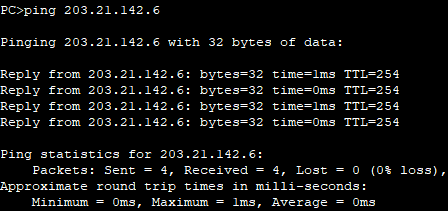 PC>ping 203.21.142.6
Pinging 203.21.142.6 with 32 bytes of data:
Reply from 203.21.142.6: bytes=32 time=1ms TTL=254
Reply from 203.21.142.6: bytes=32 time=0ms TTL=254
Reply from 203.21.142.6: bytes=32 time=1ms TTL=254
Reply from 203.21.142.6: bytes=32 time=0ms TTL=254
Ping statistics for 203.21.142.6:
Packets: Sent = 4, Received = 4, Lost = 0 (0% loss),
Approximate round trip times in milli-seconds:
Minimum = 0ms, Maximum = 1ms, Average = 0ms